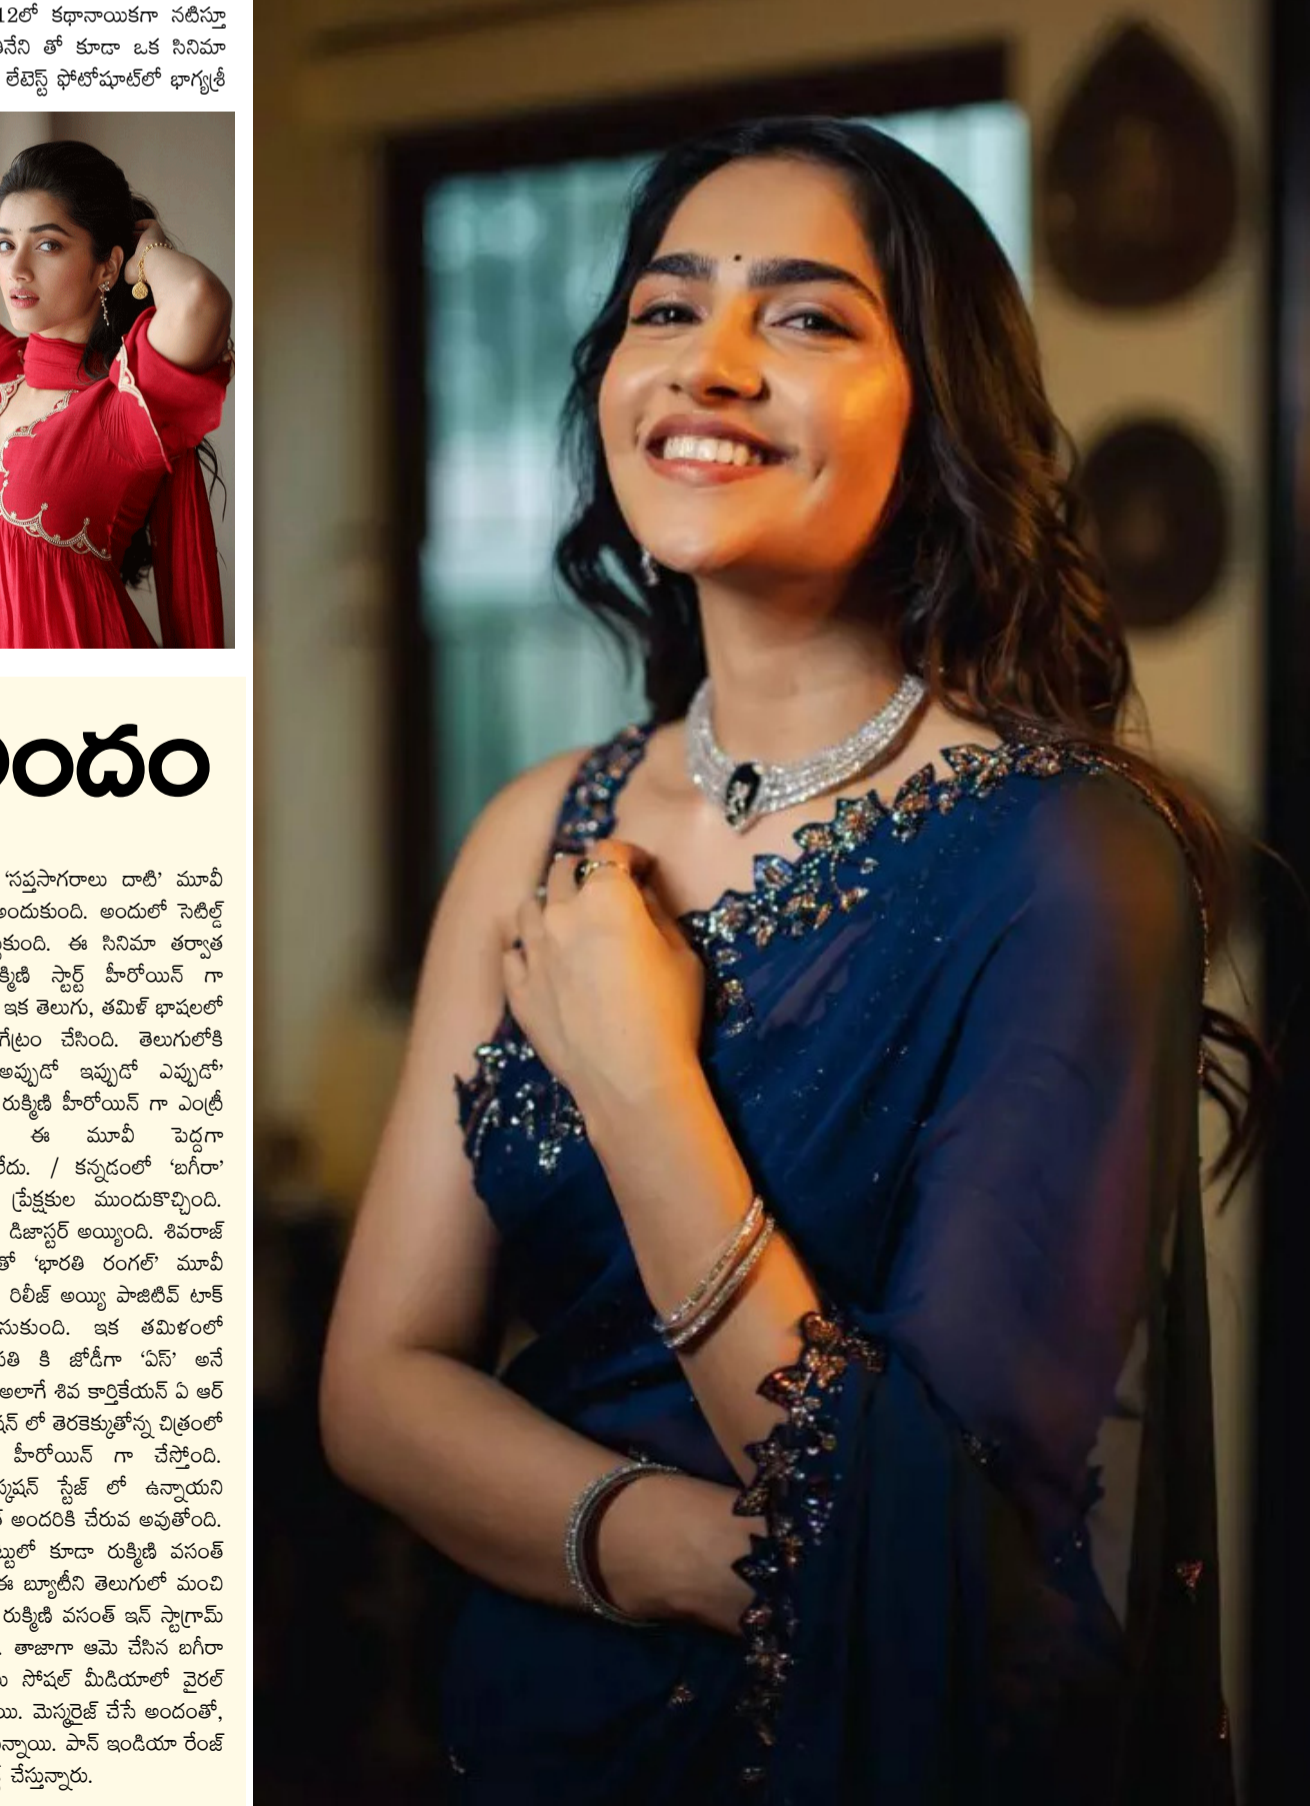 12లో కథానాయికగా నటిస్తూ
తో కూడా ఒక సినిమా
లేటెస్ట్ ఫోటోషూట్‌లో భాగ్యశ్రీ
అందం
‘సప్తసాగరాలు దాటి’ మూవీ
అందుకుంది. అందులో సెటిల్డ్
ఈ సినిమా తర్వాత
స్టార్ట్ హీరోయిన్ గా
ఇక తెలుగు, తమిళ్ భాషలలో
చేసింది. తెలుగులోకి
అప్పుడో ఇప్పుడో ఎప్పుడో’
రుక్మిణి హీరోయిన్ గా ఎంట్రీ
ఈ మూవీ పెద్దగా
/ కన్నడంలో ‘బగీరా’
ప్రేక్షకుల ముందుకొచ్చింది.
డిజాస్టర్ అయ్యింది. శివరాజ్
‘భారతి రంగల్’ మూవీ
రిలీజ్ అయ్యి పాజిటివ్ టాక్
ఇక తమిళంలో
కి జోడీగా ‘ఏస్’ అనే
అలాగే శివ కార్తికేయన్ ఏ ఆర్
లో తెరకెక్కుతోన్న చిత్రంలో
హీరోయిన్ గా చేస్తోంది.
స్టేజ్ లో ఉన్నాయని
అందరికి చేరువ అవుతోంది.
కూడా రుక్మిణి వసంత్
ఈ బ్యూటీని తెలుగులో మంచి
రుక్మిణి వసంత్ ఇన్ స్టాగ్రామ్
తాజాగా ఆమె చేసిన బగీరా
సోషల్ మీడియాలో వైరల్
మెస్మరైజ్ చేసే అందంతో,
పాన్ ఇండియా రేంజ్
చేస్తున్నారు.